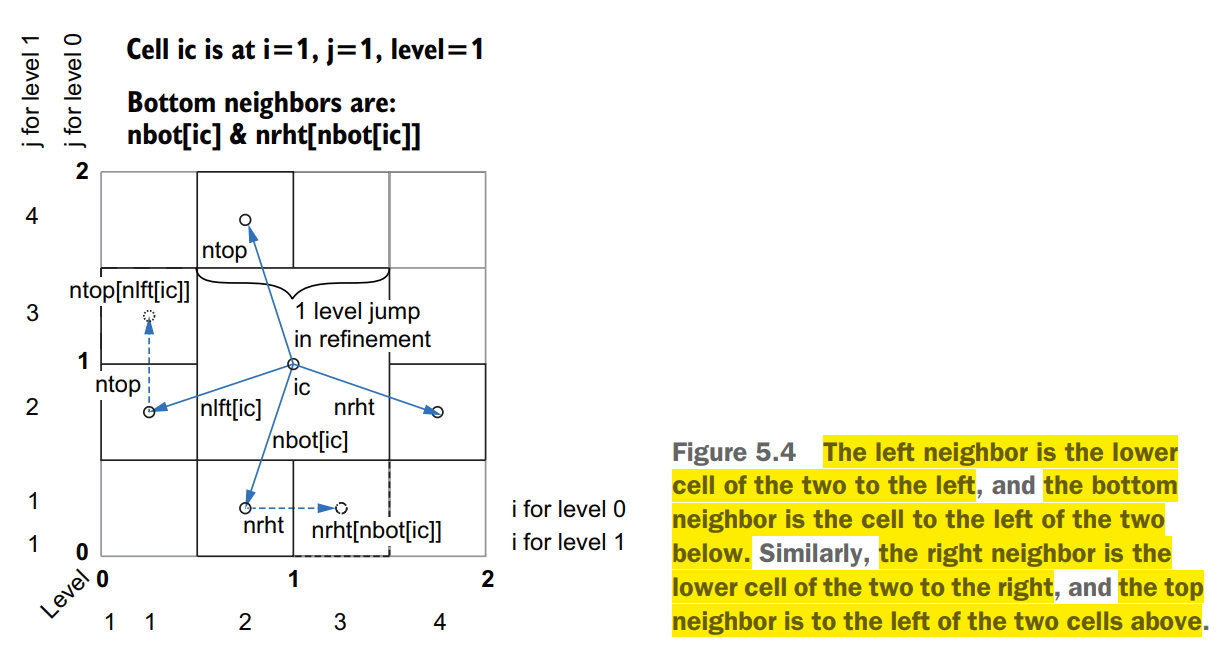 Cell ic is at i=1, j=1, level=1
Bottom neighbors are:
nbot[ic] & nrht[nbot[ic]]
j for level 1
j for level 0
2
4
ntop
ntop[nlft[ic]]
3
1 level jump
in refinement
1
ntop
ic
2
nlft[ic]
nrht
nbot[ic]
1
nrht
nrht[nbot[ic]]
i for level 0
1
0
i for level 1
Level
0
1
2
1
1
2
3
4
Figure 5.4 The left neighbor is the lower
cell of the two to the left, and the bottom
neighbor is the cell to the left of the two
below. Similarly, the right neighbor is the
lower cell of the two to the right, and the top
neighbor is to the left of the two cells above.